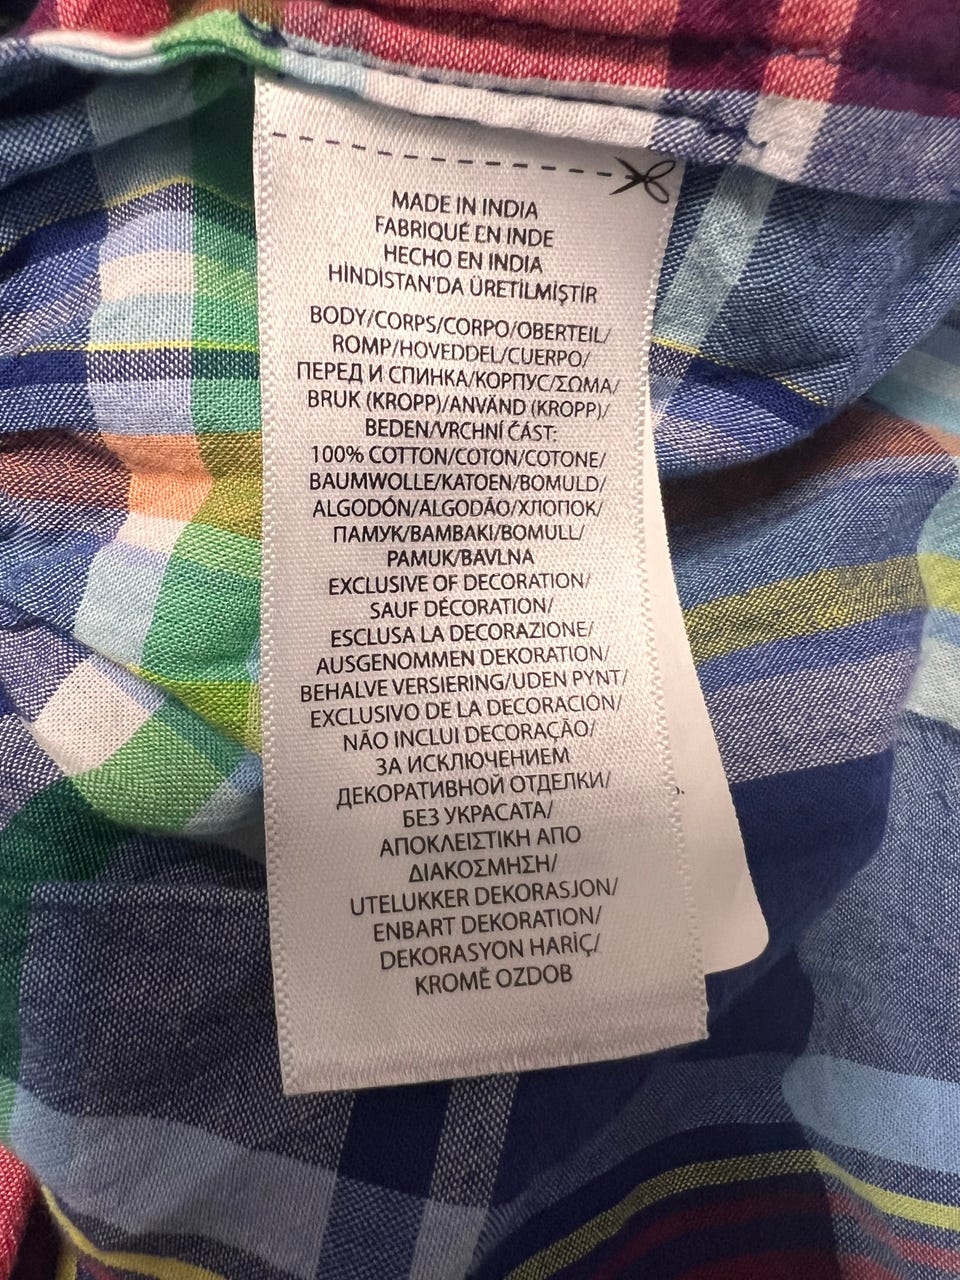 MADE IN INDIA
FABRIQUÉ EN INDE
HECHO EN INDIA
HİNDİSTAN'DA ÜRETİLMİŞTİR
BODY/CORPS/CORPO/OBERTEIL/
ROMP/HOVEDDEL/CUERPO/
ПЕРЕД И СПИНКА/КОРПУС/ΣΩΜΑ/
BRUK (KROPP)/ANVÄND (KROPP)/
BEDEN/VRCHNÍ ČÁST:
100% COTTON/COTON/COTONE/
BAUMWOLLE/KATOEN/BOMULD/
ALGODÓN/ALGODÃO/ХЛОПОК/
ПАМУК/BAMBAKI/BOMULL/
PAMUK/BAVLNA
EXCLUSIVE OF DECORATION/
SAUF DÉCORATION/
ESCLUSA LA DECORAZIONE/
AUSGENOMMEN DEKORATION/
BEHALVE VERSIERING/UDEN PYNT/
EXCLUSIVO DE LA DECORACIÓN/
NÃO INCLUI DECORAÇÃO/
ЗА ИСКЛЮЧЕНИЕМ
ДЕКОРАТИВНОЙ ОТДЕЛКИ/
БЕЗ УКРАСАТА/
ΑΠΟΚΛΕΙΣΤΙΚΗ ΑΠΟ
ΔΙΑΚΟΣΜΗΣΗ/
UTELUKKER DEKORASJON/
ENBART DEKORATION/
DEKORASYON HARİÇ/
KROMĚ OZDOB